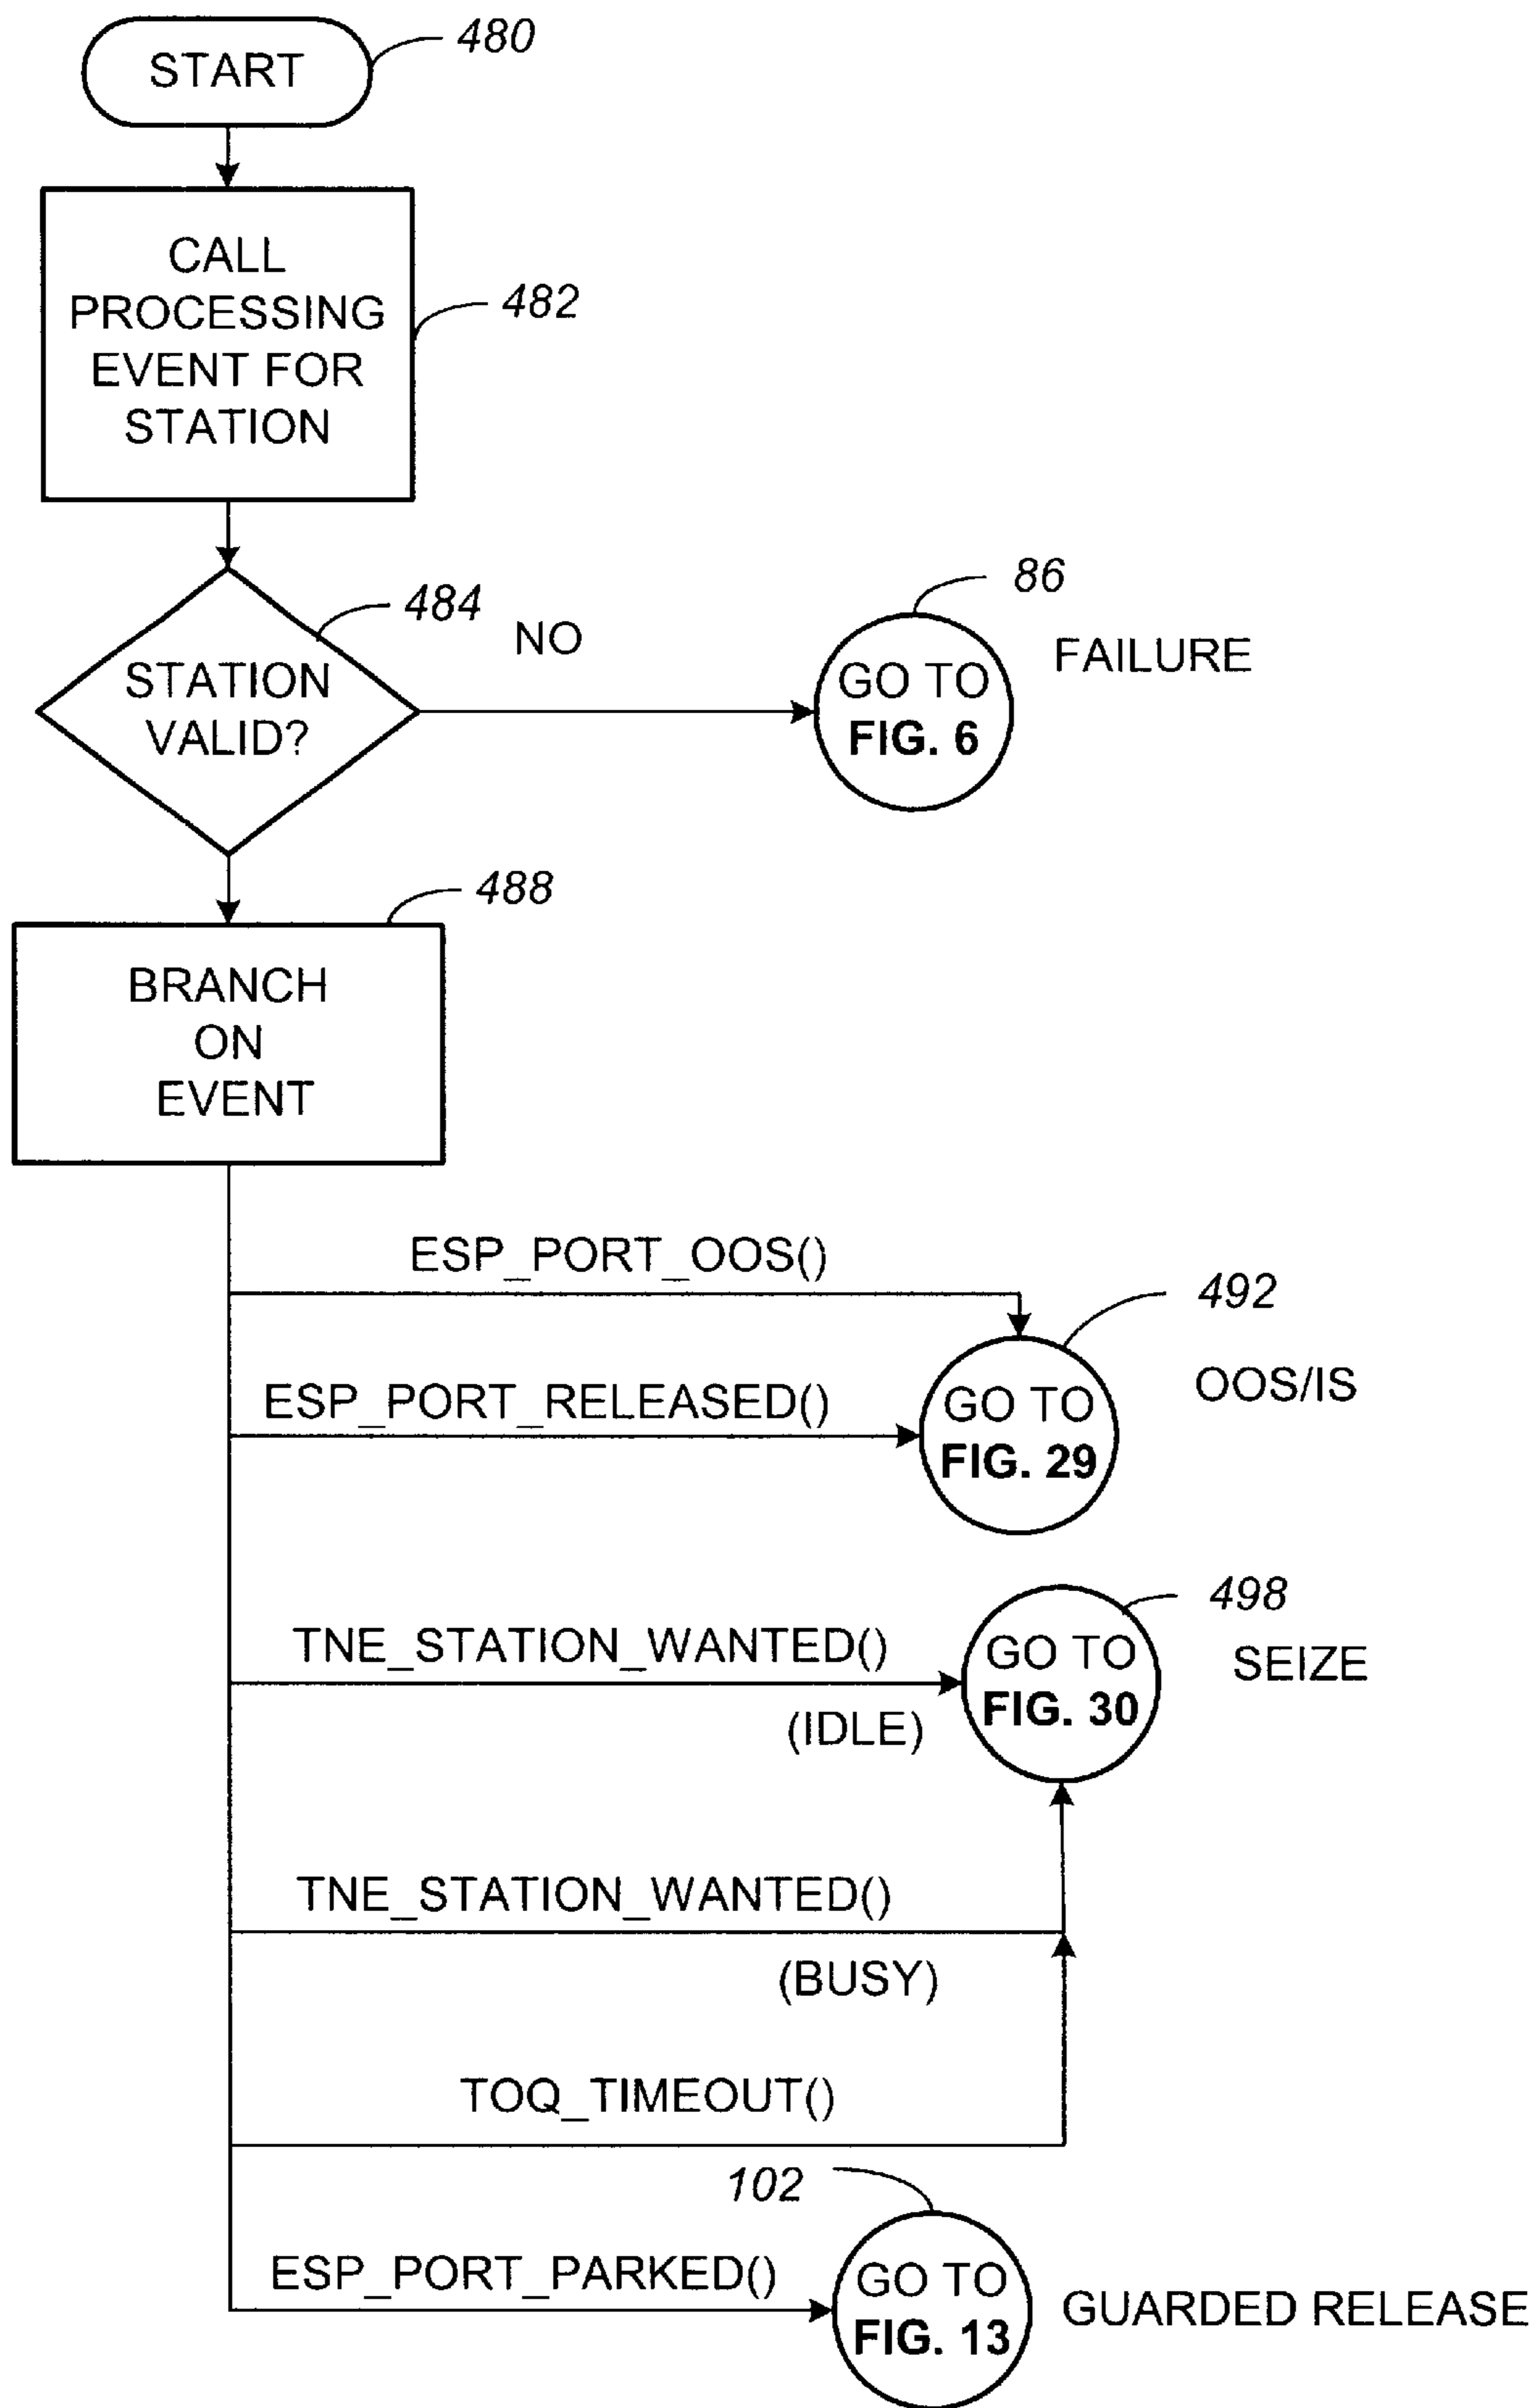 480
START
CALL
PROCESSING
EVENT FOR
STATION
482
484
STATION
VALID?
NO
86
GO TO
FIG. 6
FAILURE
488
BRANCH
ON
EVENT
ESP_PORT_OOS()
492
OOS/IS
ESP_PORT_RELEASED()
GO TO
FIG. 29
498
TNE_STATION_WANTED()
(IDLE)
GO TO
FIG. 30
SEIZE
TNE_STATION_WANTED()
(BUSY)
TOQ_TIMEOUT()
102
ESP_PORT_PARKED()
GO TO
FIG. 13
GUARDED RELEASE